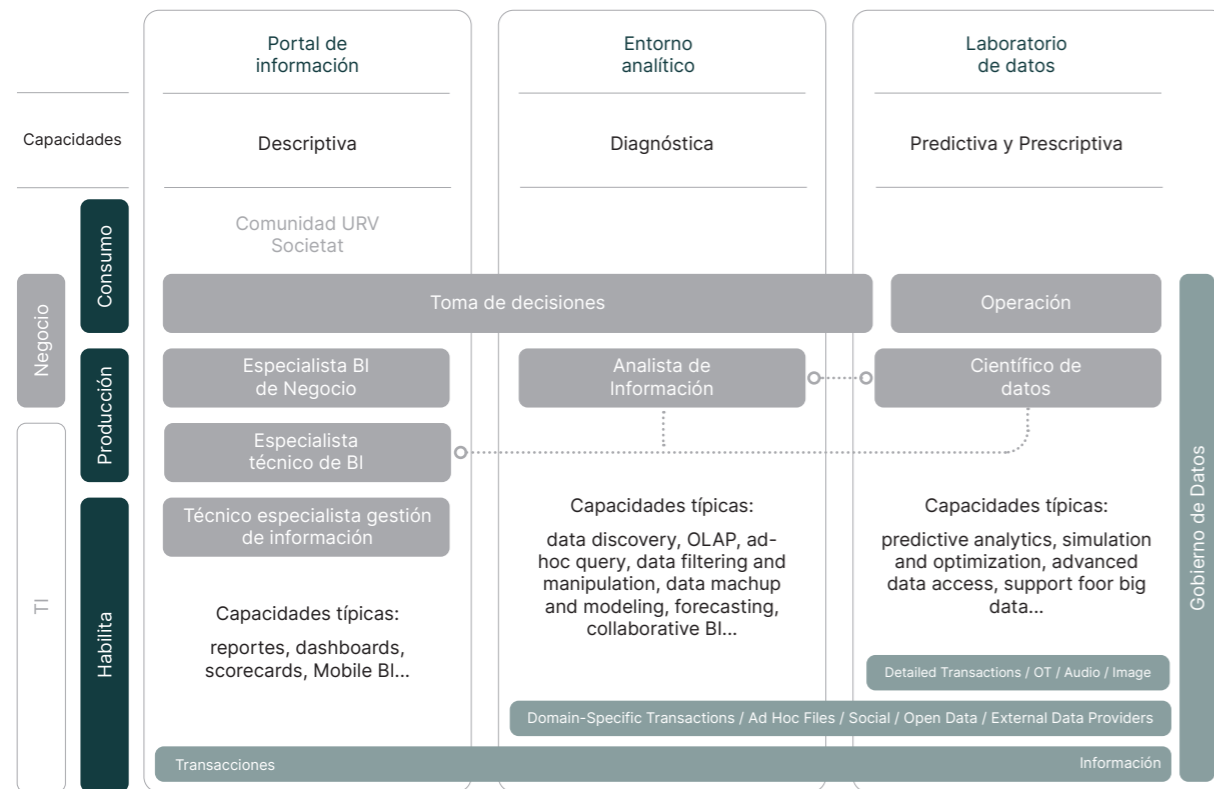 Portal de
información
Entorno
analítico
Laboratorio
de datos
Capacidades
Descriptiva
Diagnóstica
Predictiva y Prescriptiva
Comunidad URV
Societat
Consumo
Negocio
Toma de decisiones
Operación
Producción
Especialista BI
de Negocio
Analista de
Información
Científico de
datos
Especialista
técnico de BI
Gobierno de Datos
TI
Habilita
Técnico especialista gestión
de información
Capacidades típicas:
reportes, dashboards,
scorecards, Mobile BI...
Capacidades típicas:
data discovery, OLAP, ad-
hoc query, data filtering and
manipulation, data machup
and modeling, forecasting,
collaborative BI...
Capacidades típicas:
predictive analytics, simulation
and optimization, advanced
data access, support foor big
data...
Detailed Transactions / OT / Audio / Image
Domain-Specific Transactions / Ad Hoc Files / Social / Open Data / External Data Providers
Transacciones
Información